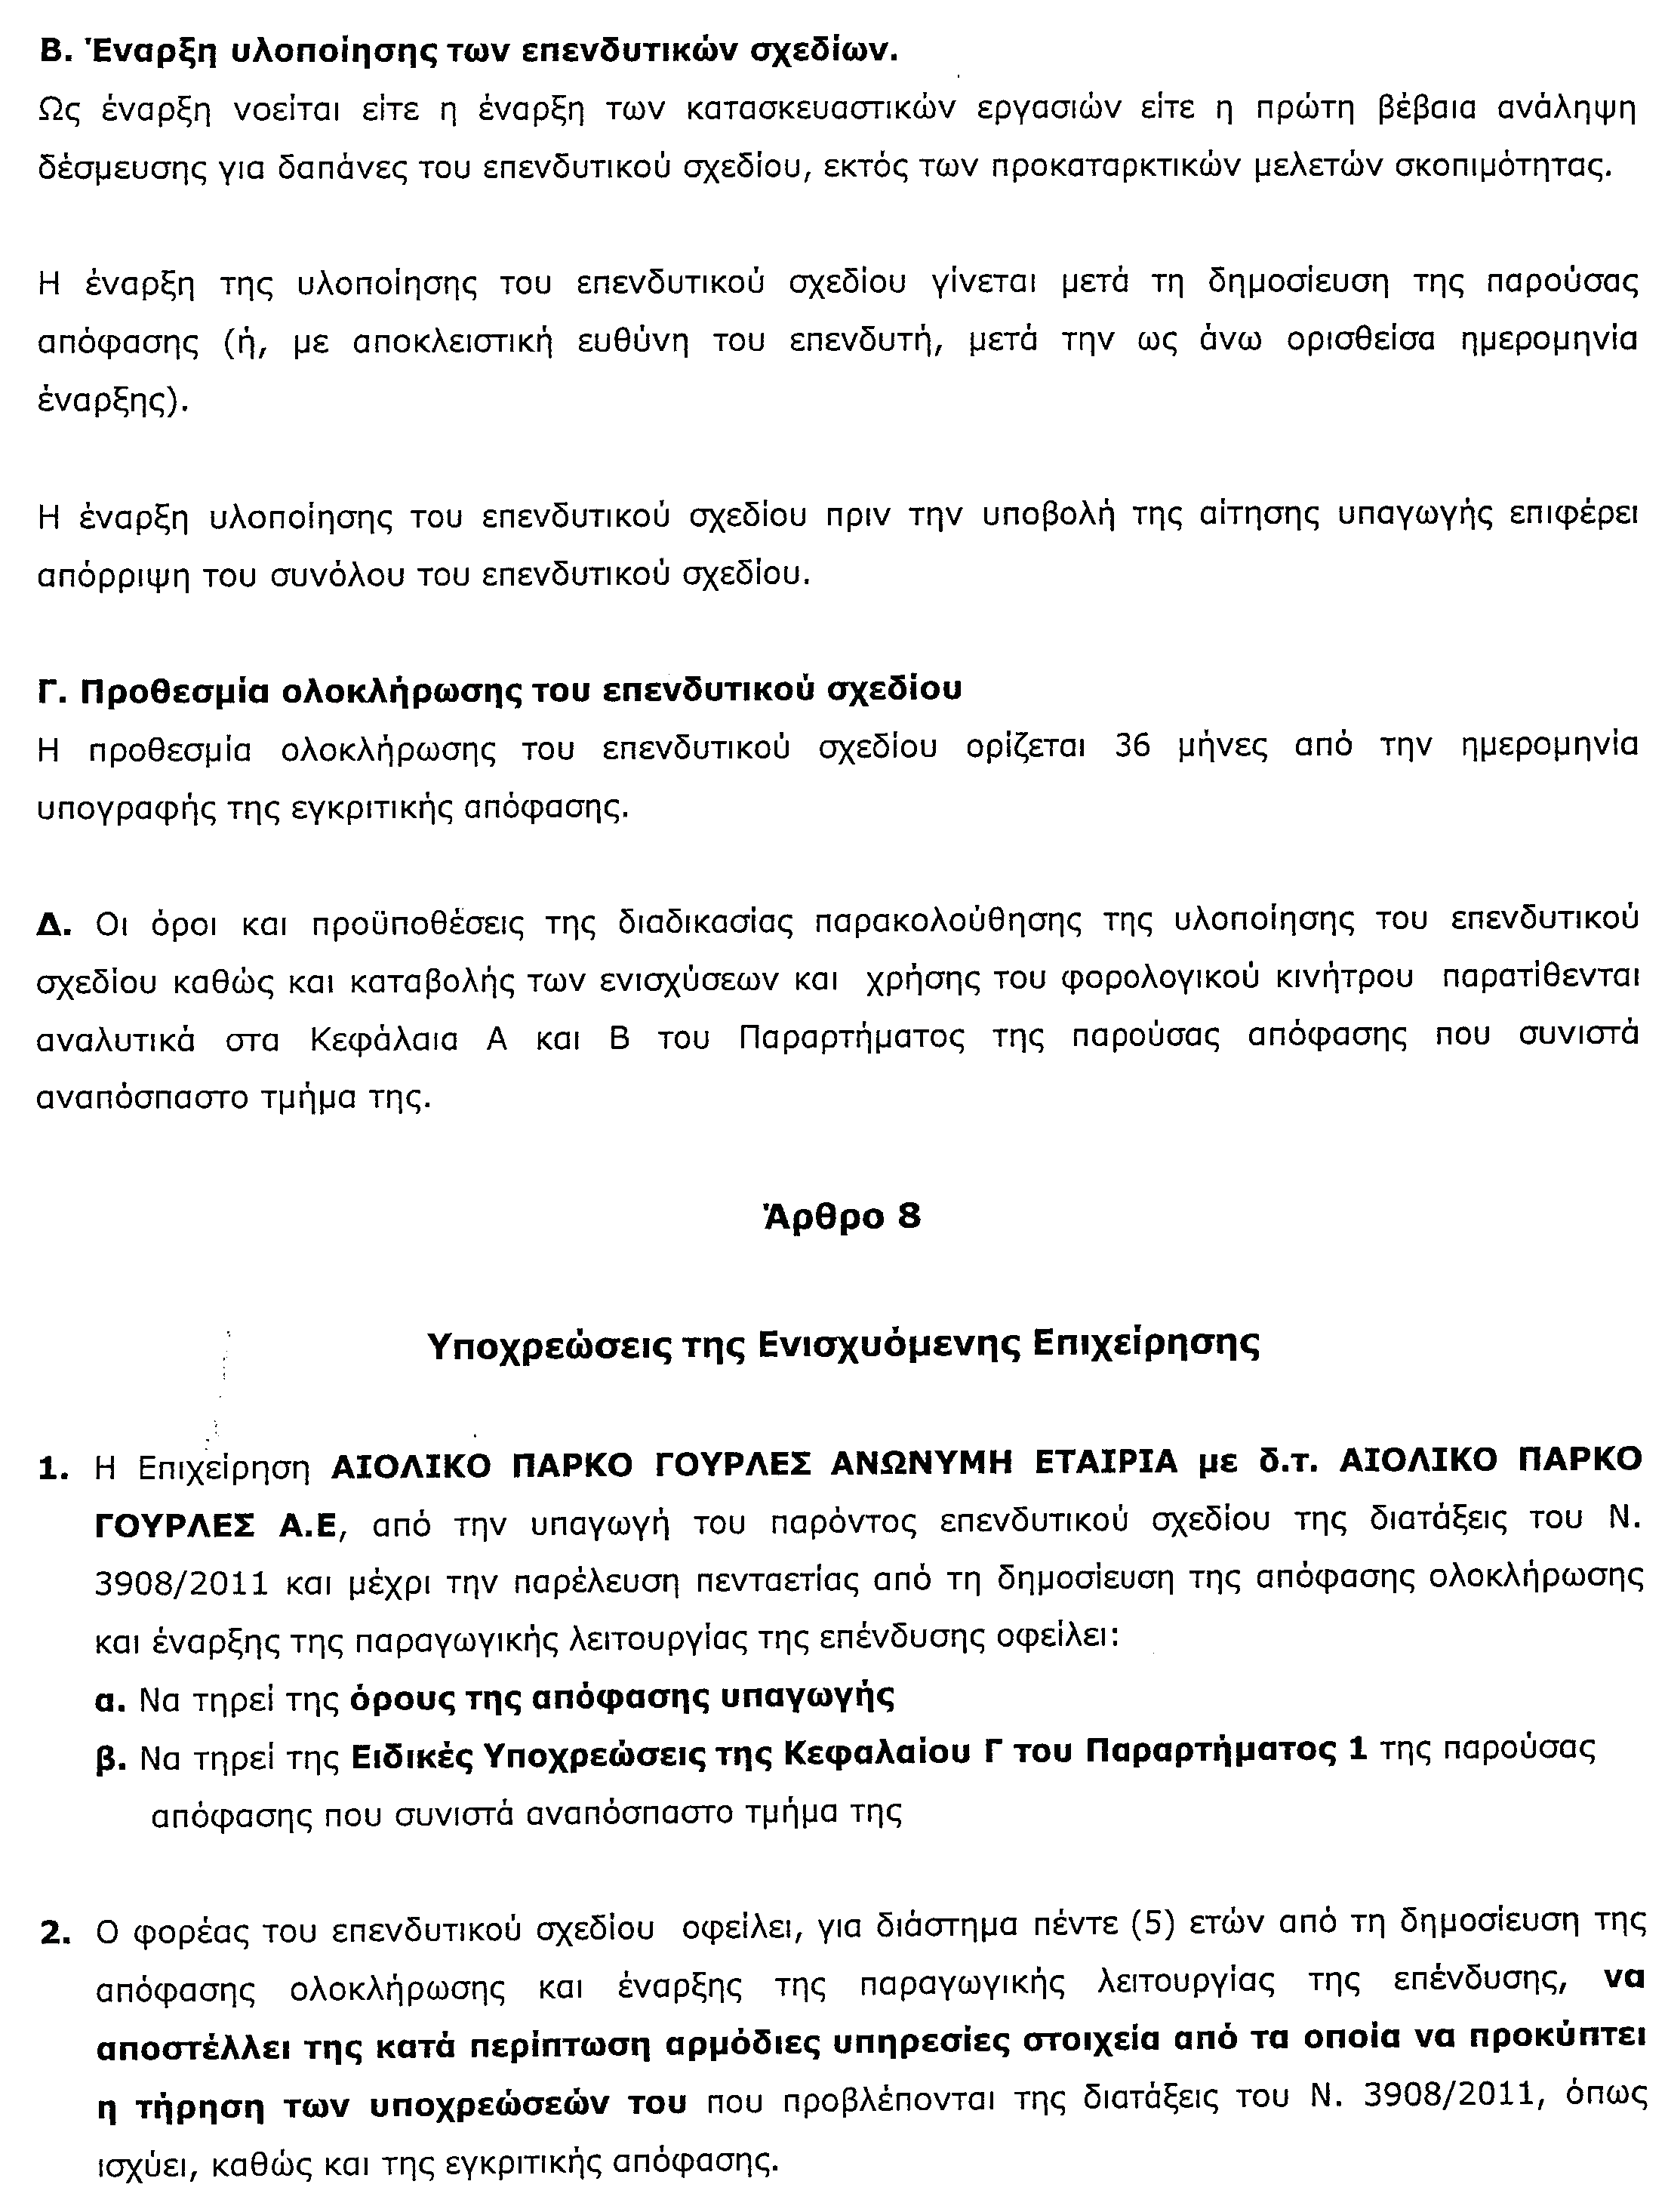 Β. Έναρξη υλοποίησης των επενδυτικών σχεδίων.
Ως έναρξη νοείται είτε η έναρξη των κατασκευαστικών εργασιών είτε η πρώτη βέβαια ανάληψη
δέσμευσης για δαπάνες του επενδυτικού σχεδίου, εκτός των προκαταρκτικών μελετών σκοπιμότητας.
Η έναρξη της υλοποίησης του επενδυτικού σχεδίου γίνεται μετά τη δημοσίευση της παρούσας
απόφασης (ή, με αποκλειστική ευθύνη του επενδυτή, μετά την ως άνω ορισθείσα ημερομηνία
έναρξης).
Η έναρξη υλοποίησης του επενδυτικού σχεδίου πριν την υποβολή της αίτησης υπαγωγής επιφέρει
απόρριψη του συνόλου του επενδυτικού σχεδίου.
Γ. Προθεσμία ολοκλήρωσης του επενδυτικού σχεδίου
Η προθεσμία ολοκλήρωσης του επενδυτικού σχεδίου ορίζεται 36 μήνες από την ημερομηνία
υπογραφής της εγκριτικής απόφασης.
Δ. Οι όροι και προϋποθέσεις της διαδικασίας παρακολούθησης της υλοποίησης του επενδυτικού
σχεδίου καθώς και καταβολής των ενισχύσεων και χρήσης του φορολογικού κινήτρου παρατίθενται
αναλυτικά στα Κεφάλαια Α και Β του Παραρτήματος της παρούσας απόφασης που συνιστά
αναπόσπαστο τμήμα της.
Άρθρο 8
Υποχρεώσεις της Ενισχυόμενης Επιχείρησης
1. Η Επιχείρηση ΑΙΟΛΙΚΟ ΠΑΡΚΟ ΓΟΥΡΛΕΣ ΑΝΩΝΥΜΗ ΕΤΑΙΡΙΑ με δ.τ. ΑΙΟΛΙΚΟ ΠΑΡΚΟ
ΓΟΥΡΛΕΣ Α.Ε, από την υπαγωγή του παρόντος επενδυτικού σχεδίου της διατάξεις του Ν.
3908/2011 και μέχρι την παρέλευση πενταετίας από τη δημοσίευση της απόφασης ολοκλήρωσης
και έναρξης της παραγωγικής λειτουργίας της επένδυσης οφείλει:
α. Να τηρεί της όρους της απόφασης υπαγωγής
β. Να τηρεί της Ειδικές Υποχρεώσεις της Κεφαλαίου Γ του Παραρτήματος 1 της παρούσας
απόφασης που συνιστά αναπόσπαστο τμήμα της
2. Ο φορέας του επενδυτικού σχεδίου οφείλει, για διάστημα πέντε (5) ετών από τη δημοσίευση της
απόφασης ολοκλήρωσης και έναρξης της παραγωγικής λειτουργίας της επένδυσης, να
αποστέλλει της κατά περίπτωση αρμόδιες υπηρεσίες στοιχεία από τα οποία να προκύπτει
η τήρηση των υποχρεώσεών του που προβλέπονται της διατάξεις του Ν. 3908/2011, όπως
ισχύει, καθώς και της εγκριτικής απόφασης.